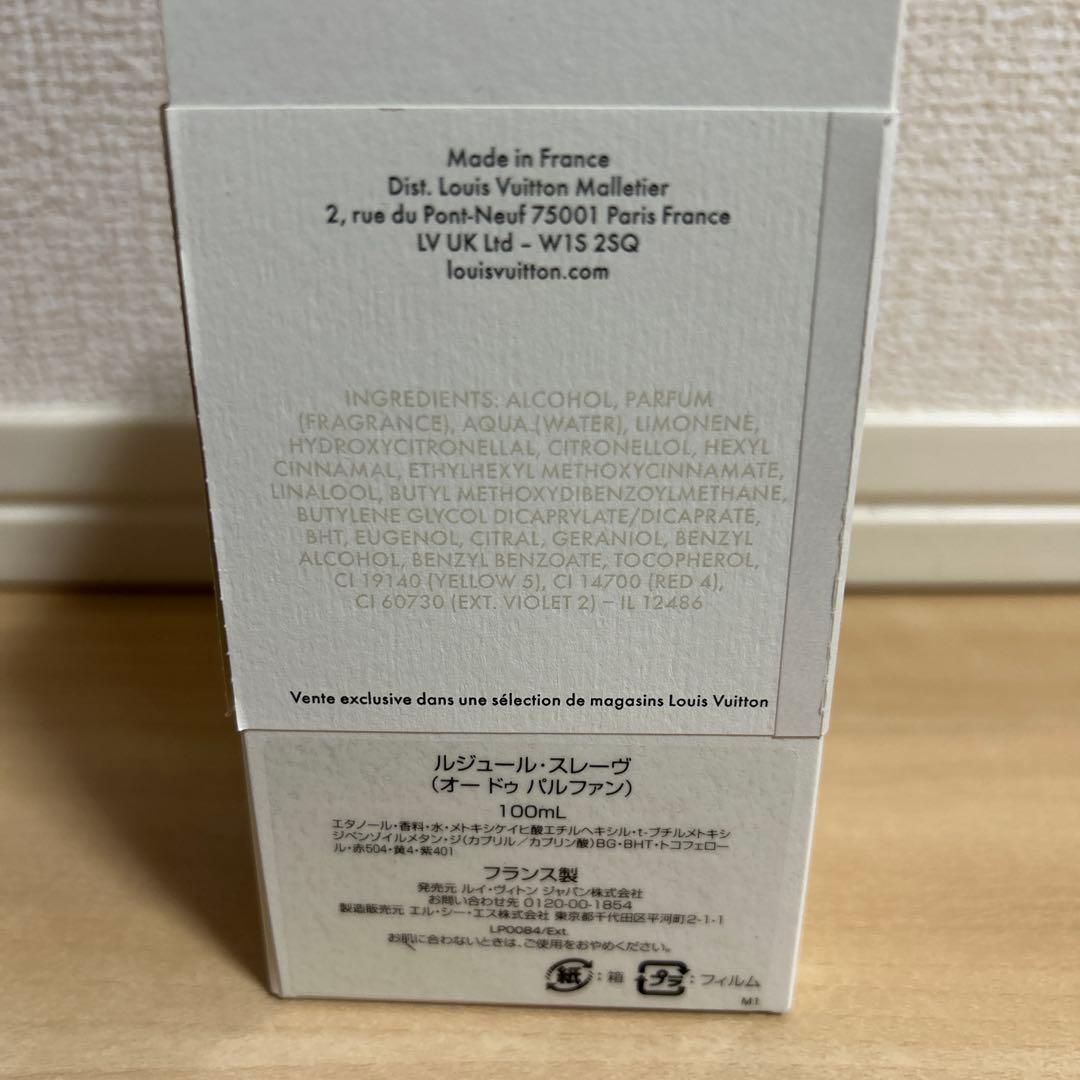 Made in France
Dist. Louis Vuitton Malletier
2, rue du Pont-Neuf 75001 Paris France
LV UK Ltd – W1S 2SQ
louisvuitton.com
INGREDIENTS: ALCOHOL, PARFUM
(FRAGRANCE), AQUA (WATER), LIMONENE,
HYDROXYCITRONELLAL, CITRONELLOL, HEXYL
CINNAMAL, ETHYLHEXYL METHOXYCINNAMATE,
LINALOOL, BUTYL METHOXYDIBENZOYLMETHANE,
BUTYLENE GLYCOL DICAPRYLATE/DICAPRATE,
BHT, EUGENOL, CITRAL, GERANIOL, BENZYL
ALCOHOL, BENZYL BENZOATE, TOCOPHEROL,
CI 19140 (YELLOW 5), CI 14700 (RED 4),
CI 60730 (EXT. VIOLET 2) – IL 12486
Vente exclusive dans une sélection de magasins Louis Vuitton
ルジュール・スレーヴ
（オー ドゥ パルファン）
100mL
エタノール・香料・水・メトキシケイヒ酸エチルヘキシル・t-ブチルメトキシ
ジベンゾイルメタン・ジ（カプリル／カプリン酸）BG・BHT・トコフェロー
ル・赤504・黄4・紫401
フランス製
発売元 ルイ・ヴィトン ジャパン株式会社
お問い合わせ先 0120-00-1854
製造販売元 エル・シー・エス株式会社 東京都千代田区平河町2-1-1
LP0084/Ext.
お肌に合わないときは、ご使用をおやめください。
紙：箱 プラ：フィルム
M1